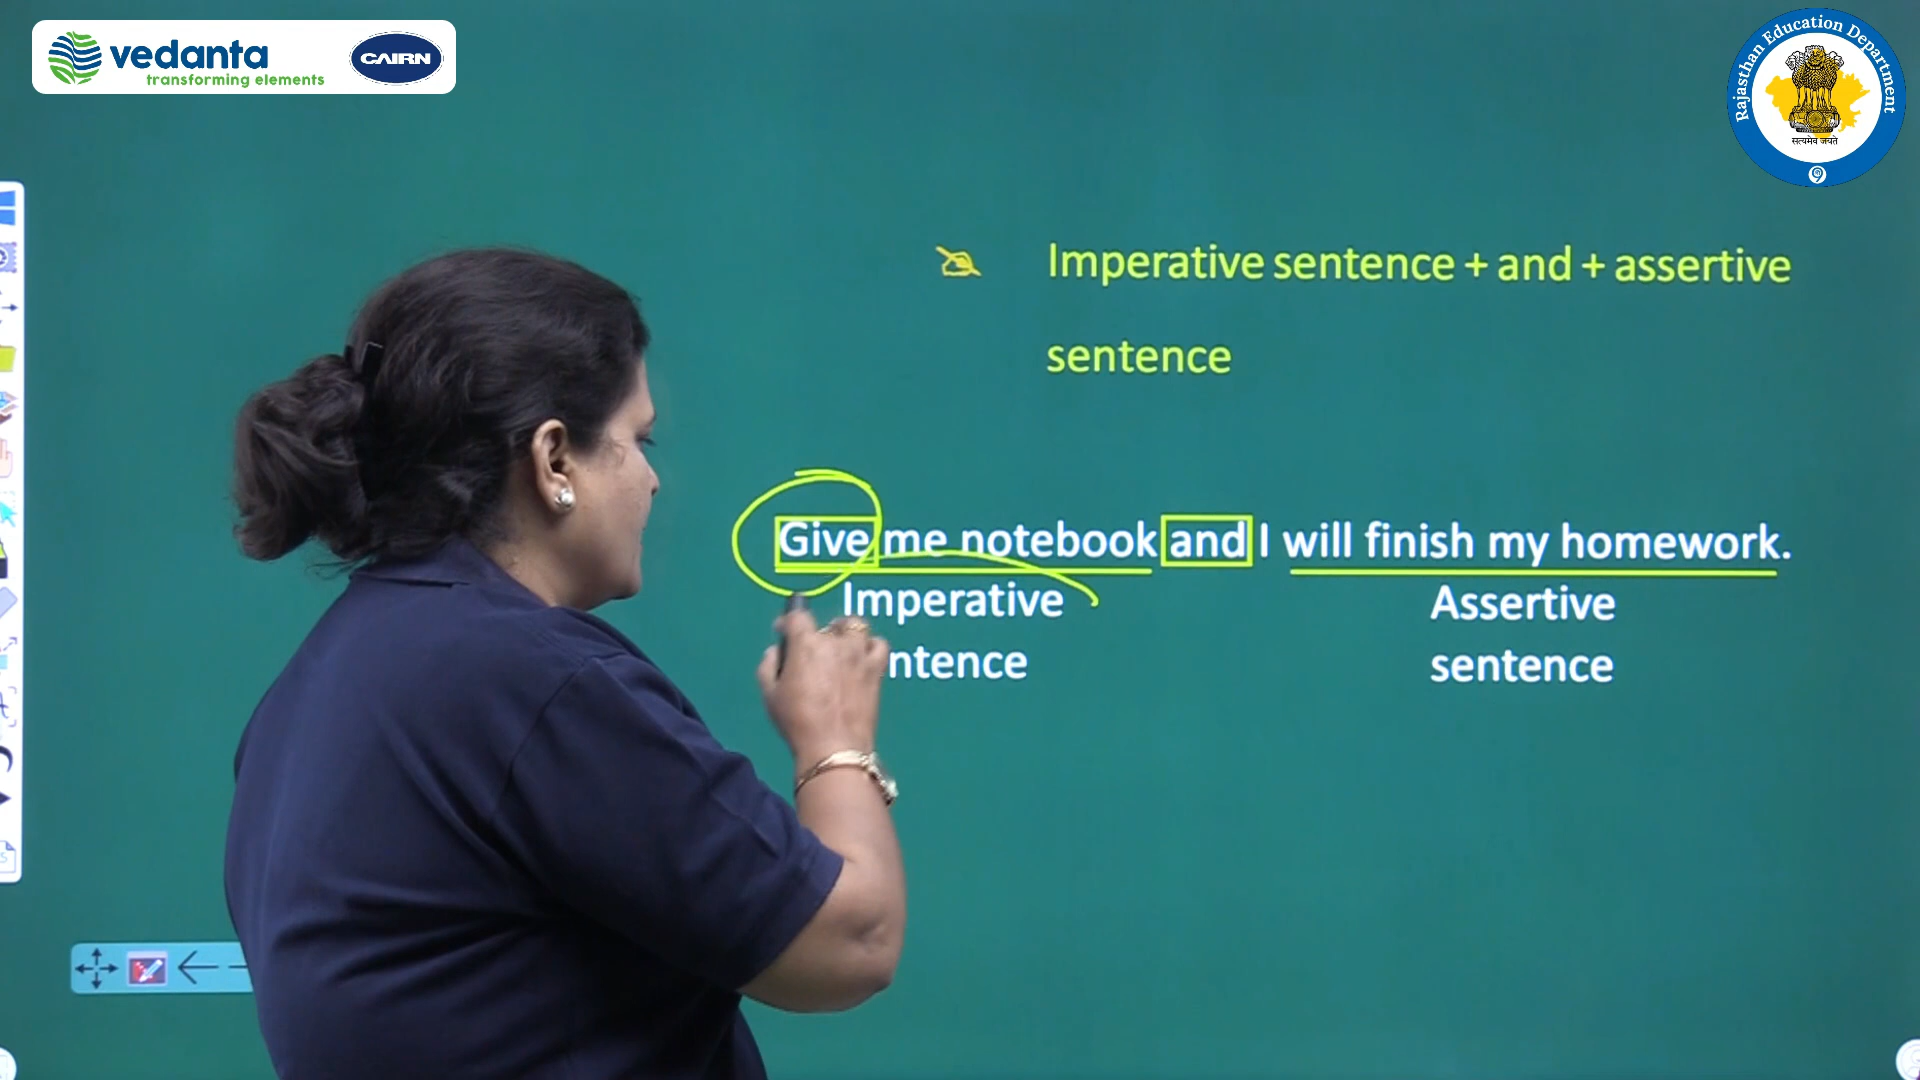 vedanta
transforming elements
CAIRN
Rajasthan Education Department
सत्यमेव जयते
Imperative sentence + and + assertive
sentence
Give me notebook and I will finish my homework.
Imperative
ntence
Assertive
sentence